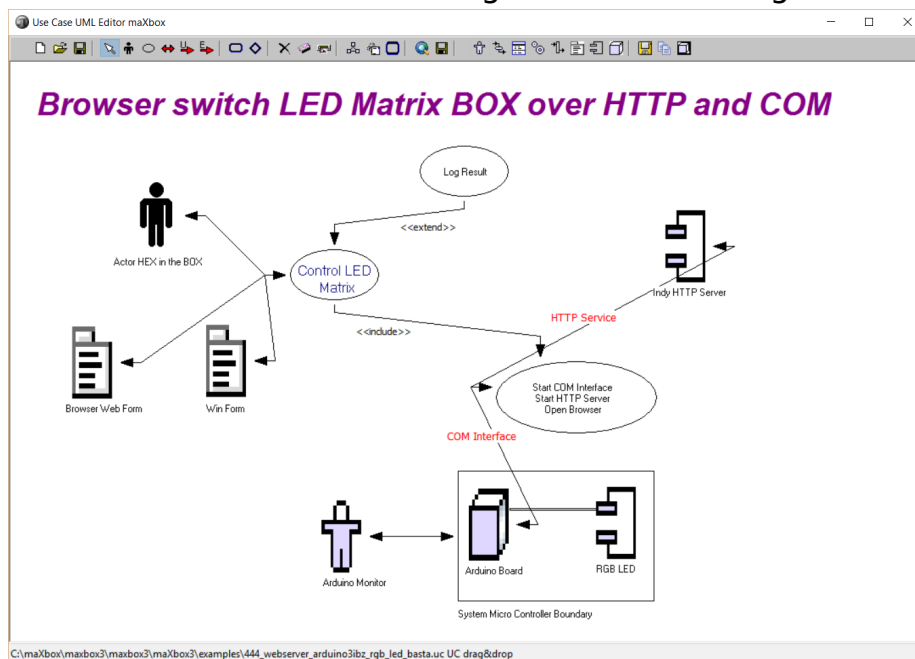 Use Case UML Editor maXbox
Browser switch LED Matrix BOX over HTTP and COM
Log Result
<<extend>>
Actor HEX in the BOX
Control LED
Matrix
Indy HTTP Server
HTTP Service
<<include>>
Browser Web Form
Win Form
Start COM Interface
Start HTTP Server
Open Browser
COM Interface
Arduino Monitor
Arduino Board
RGB LED
System Micro Controller Boundary
C:\maXbox\maxbox3\maxbox3\maXbox3\examples\444_webserver_arduino3ibz_rgb_led_basta.uc UC drag&drop